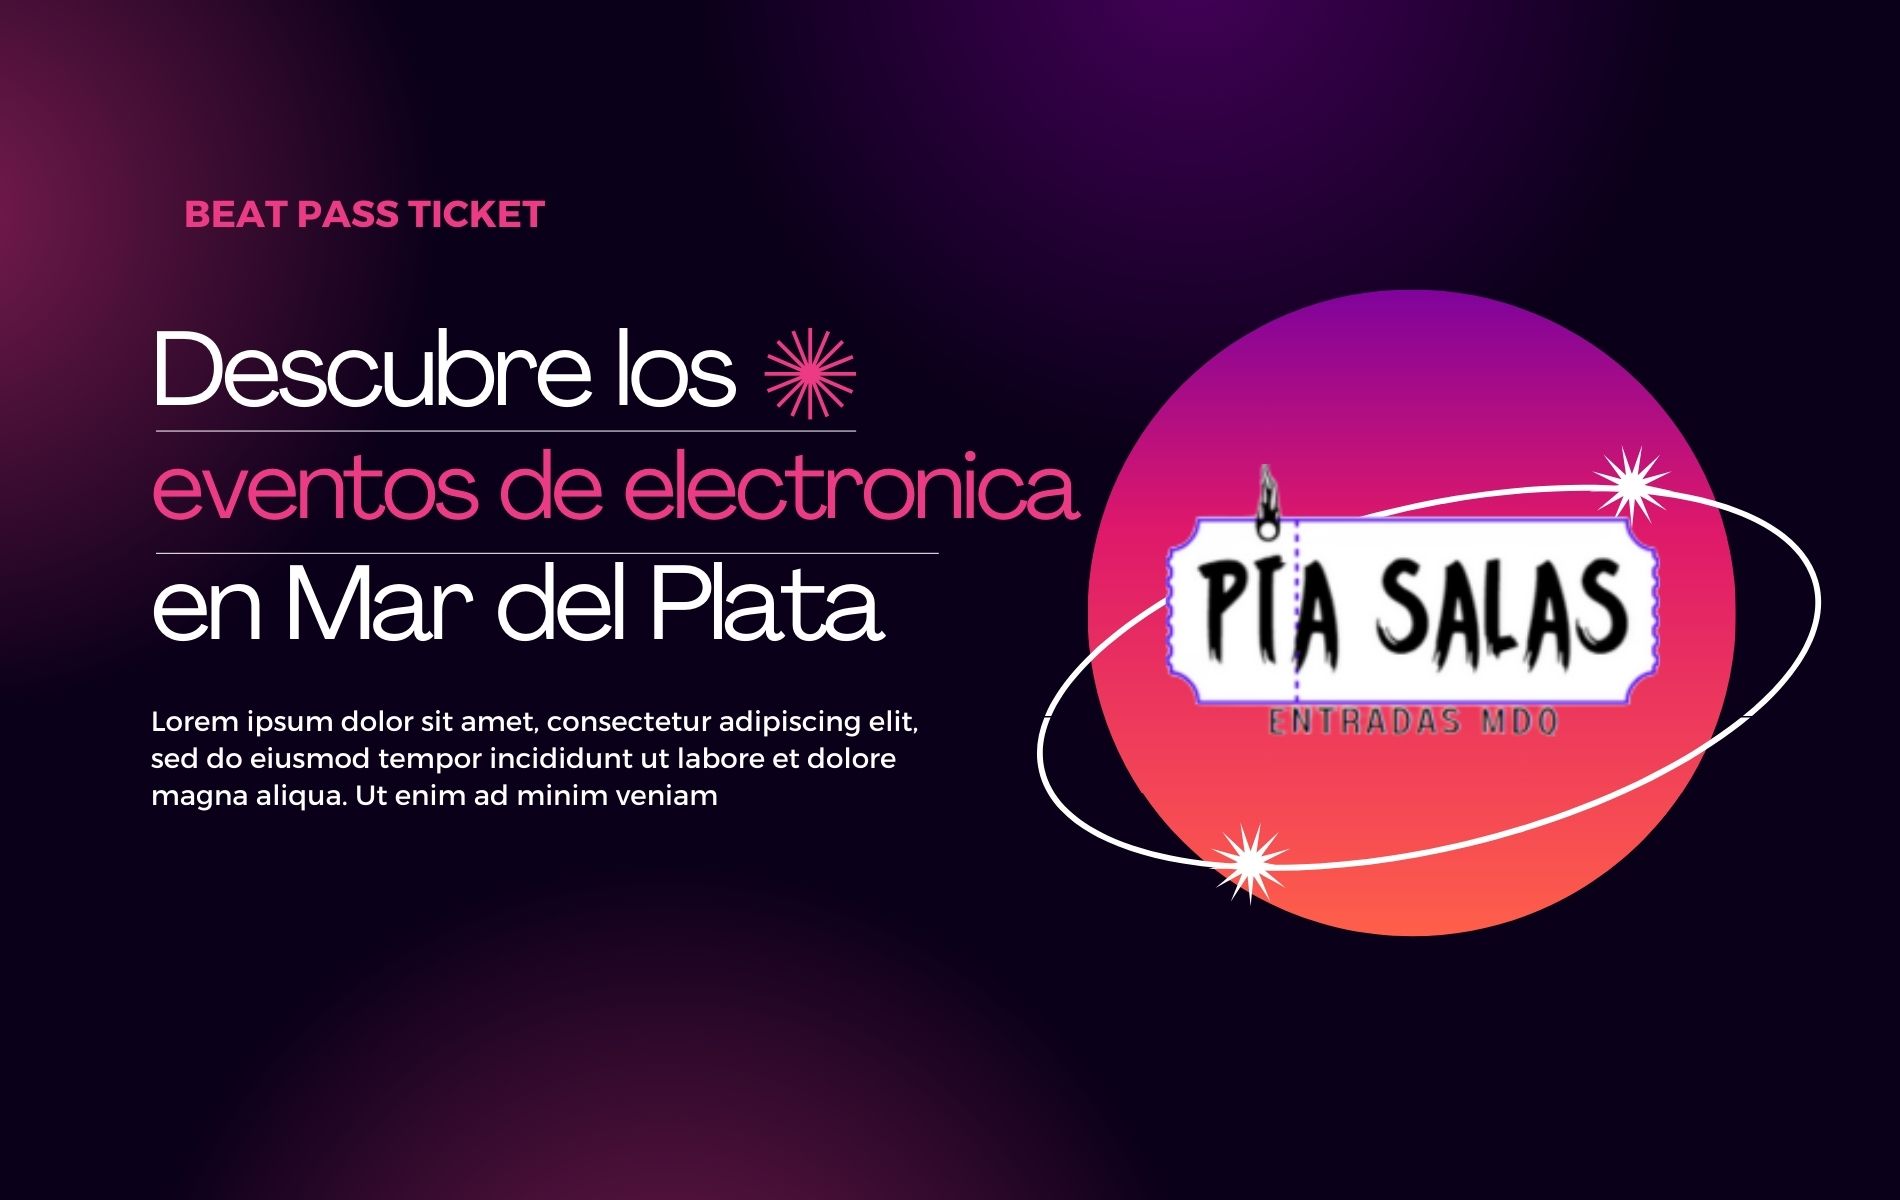 BEAT PASS TICKET
Descubre los
eventos de electronica
en Mar del Plata
Lorem ipsum dolor sit amet, consectetur adipiscing elit,
sed do eiusmod tempor incididunt ut labore et dolore
magna aliqua. Ut enim ad minim veniam
PIA SALAS
ENTRADAS MDQ